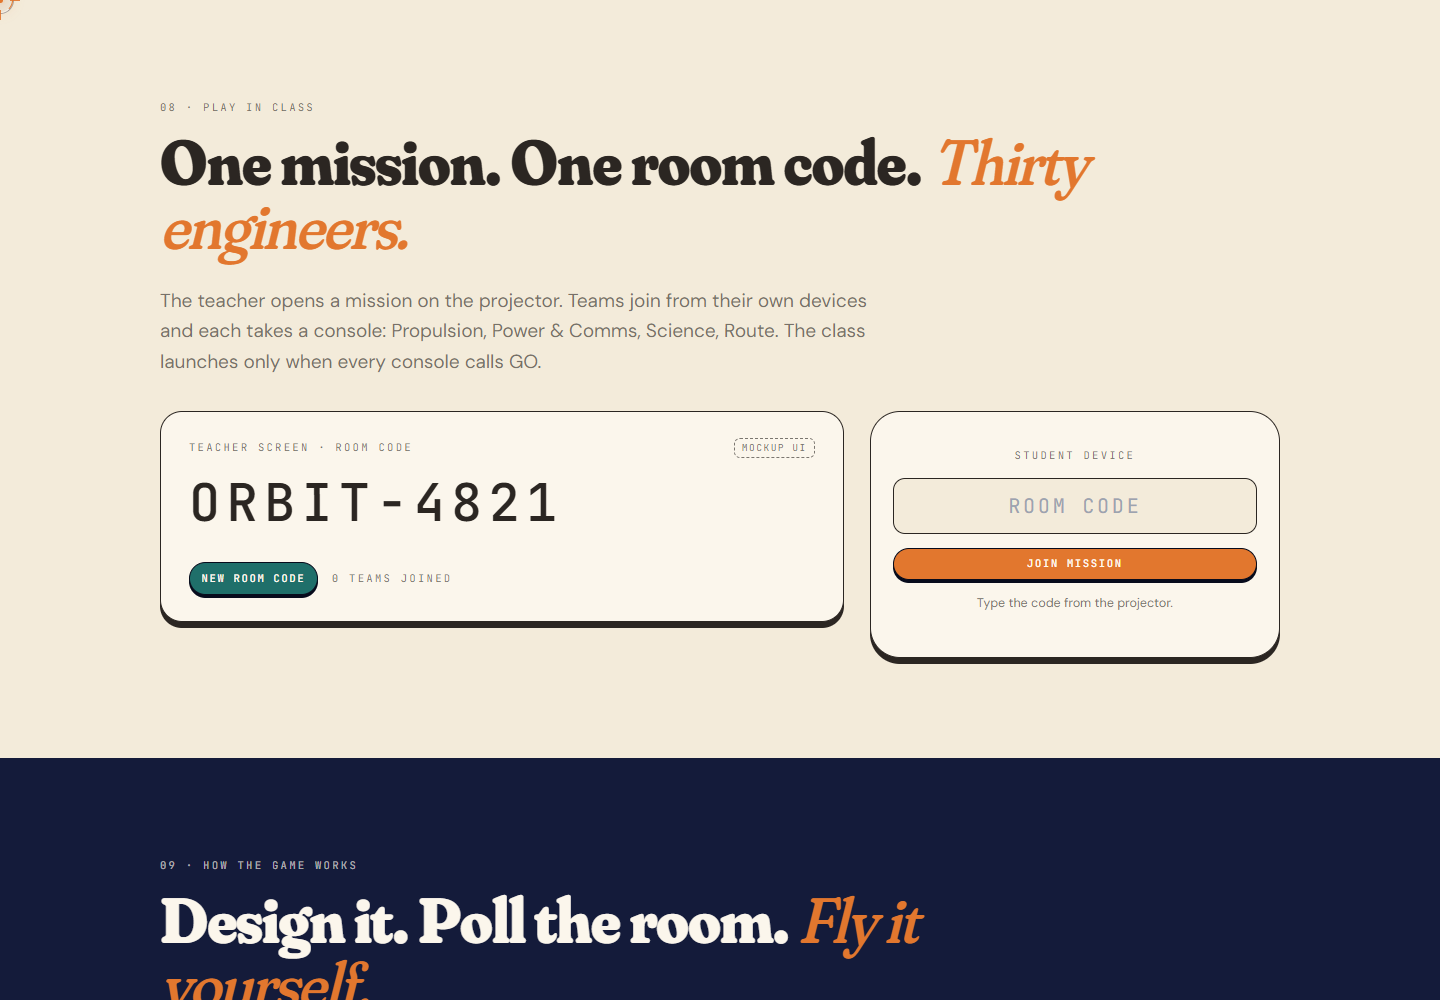 08 · PLAY IN CLASS
One mission. One room code. Thirty
engineers.
The teacher opens a mission on the projector. Teams join from their own devices
and each takes a console: Propulsion, Power & Comms, Science, Route. The class
launches only when every console calls GO.
TEACHER SCREEN · ROOM CODE
MOCKUP UI
ORBIT-4821
NEW ROOM CODE
0 TEAMS JOINED
STUDENT DEVICE
ROOM CODE
JOIN MISSION
Type the code from the projector.
09 · HOW THE GAME WORKS
Design it. Poll the room. Fly it
yourself.